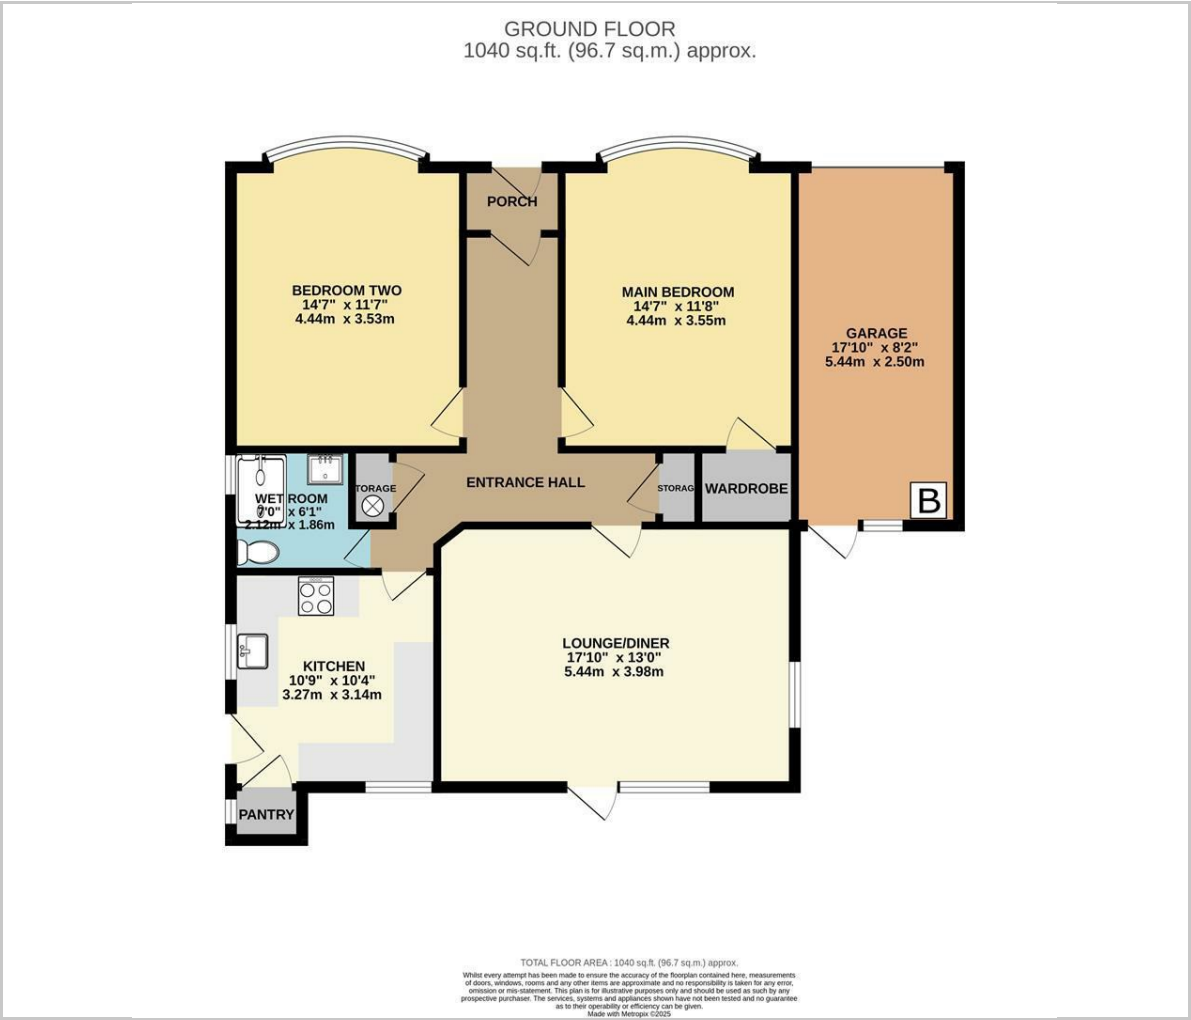 GROUND FLOOR
1040 sq.ft. (96.7 sq.m.) approx.
PORCH
BEDROOM TWO
14'7" x 11'7"
4.44m x 3.53m
MAIN BEDROOM
14'7" x 11'8"
4.44m x 3.55m
GARAGE
17'10" x 8'2"
5.44m x 2.50m
B
WET ROOM
7'0" x 6'1"
2.12m x 1.86m
TORAGE
ENTRANCE HALL
STORAG
WARDROBE
KITCHEN
10'9" x 10'4"
3.27m x 3.14m
LOUNGE/DINER
17'10" x 13'0"
5.44m x 3.98m
PANTRY
TOTAL FLOOR AREA : 1040 sq.ft. (96.7 sq.m.) approx.
Whilst every attempt has been made to ensure the accuracy of the floorplan contained here, measurements
of doors, windows, rooms and any other items are approximate and no responsibility is taken for any error,
omission or mis-statement. This plan is for illustrative purposes only and should be used as such by any
prospective purchaser. The services, systems and appliances shown have not been tested and no guarantee
as to their operability or efficiency can be given.
Made with Metropix ©2025